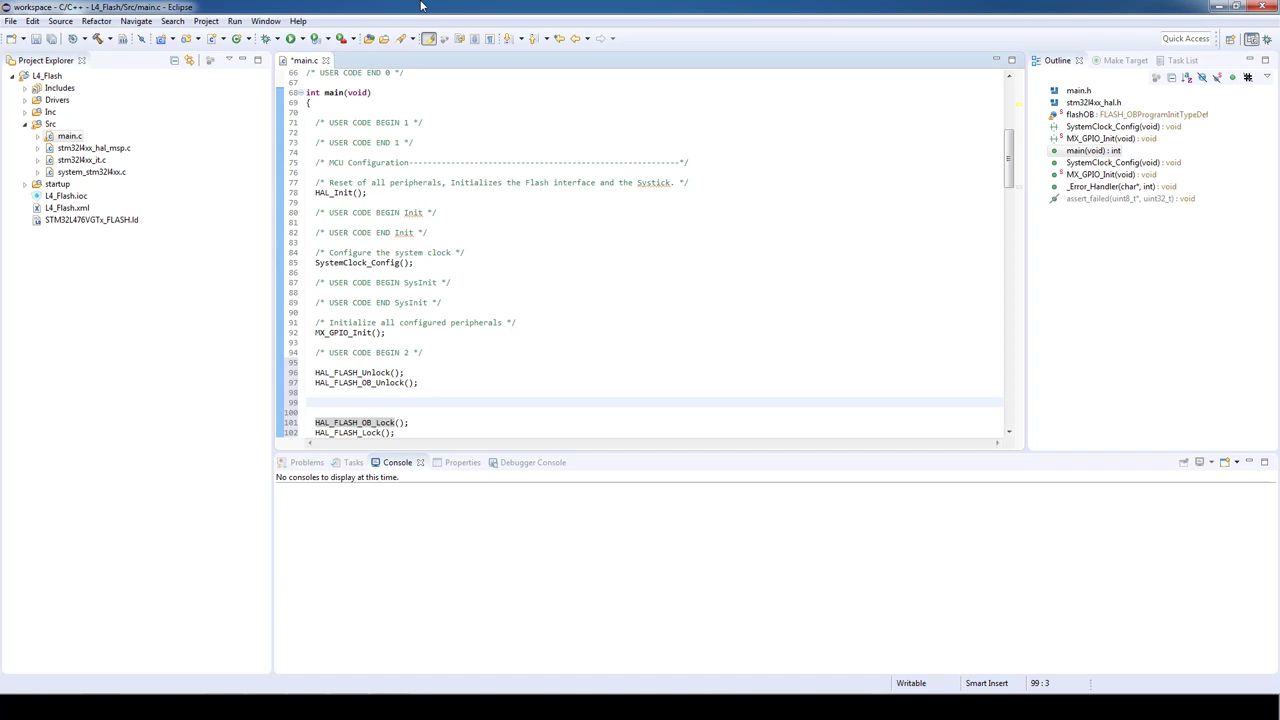 workspace - C/C++ - L4_Flash/Src/main.c - Eclipse
File Edit Source Refactor Navigate Search Project Run Window Help
Quick Access
Project Explorer
L4_Flash
Includes
Drivers
Inc
Src
main.c
stm32l4xx_hal_msp.c
stm32l4xx_it.c
system_stm32l4xx.c
startup
L4_Flash.ioc
L4_Flash.xml
STM32L476VGTx_FLASH.ld
*main.c
66 /* USER CODE END 0 */
67
68 int main(void)
69 {
70
71 /* USER CODE BEGIN 1 */
72
73 /* USER CODE END 1 */
74
75 /* MCU Configuration----------------------------------------------------------*/
76
77 /* Reset of all peripherals, Initializes the Flash interface and the Systick. */
78 HAL_Init();
79
80 /* USER CODE BEGIN Init */
81
82 /* USER CODE END Init */
83
84 /* Configure the system clock */
85 SystemClock_Config();
86
87 /* USER CODE BEGIN SysInit */
88
89 /* USER CODE END SysInit */
90
91 /* Initialize all configured peripherals */
92 MX_GPIO_Init();
93
94 /* USER CODE BEGIN 2 */
95
96 HAL_FLASH_Unlock();
97 HAL_FLASH_OB_Unlock();
98
99
100
101 HAL_FLASH_OB_Lock();
102 HAL_FLASH_Lock();
Outline Make Target Task List
main.h
stm32l4xx_hal.h
flashOB : FLASH_OBProgramInitTypeDef
SystemClock_Config(void) : void
MX_GPIO_Init(void) : void
main(void) : int
SystemClock_Config(void) : void
MX_GPIO_Init(void) : void
_Error_Handler(char*, int) : void
assert_failed(uint8_t*, uint32_t) : void
Problems Tasks Console Properties Debugger Console
No consoles to display at this time.
Writable Smart Insert 99 : 3